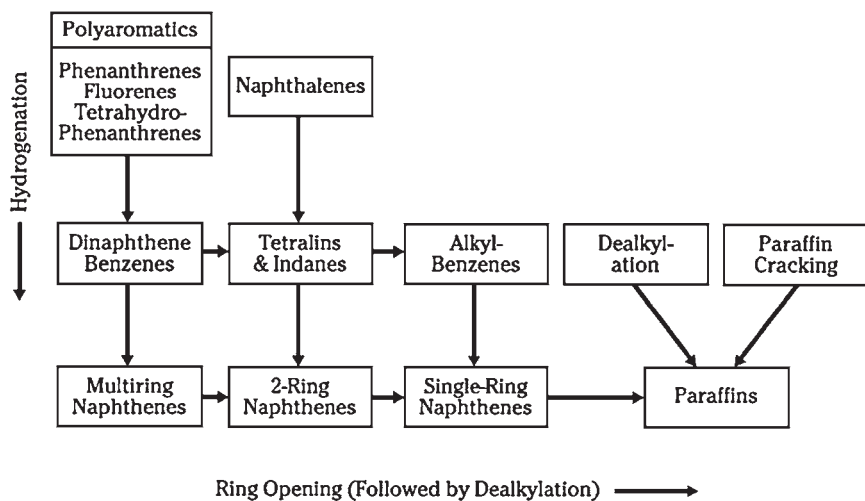 Polyaromatics
Phenanthrenes
Fluorenes
Tetrahydro-
Phenanthrenes
Naphthalenes
Hydrogenation
Dinaphthene
Benzenes
Tetralins
& Indanes
Alkyl-
Benzenes
Dealkyl-
ation
Paraffin
Cracking
Multiring
Naphthenes
2-Ring
Naphthenes
Single-Ring
Naphthenes
Paraffins
Ring Opening (Followed by Dealkylation)